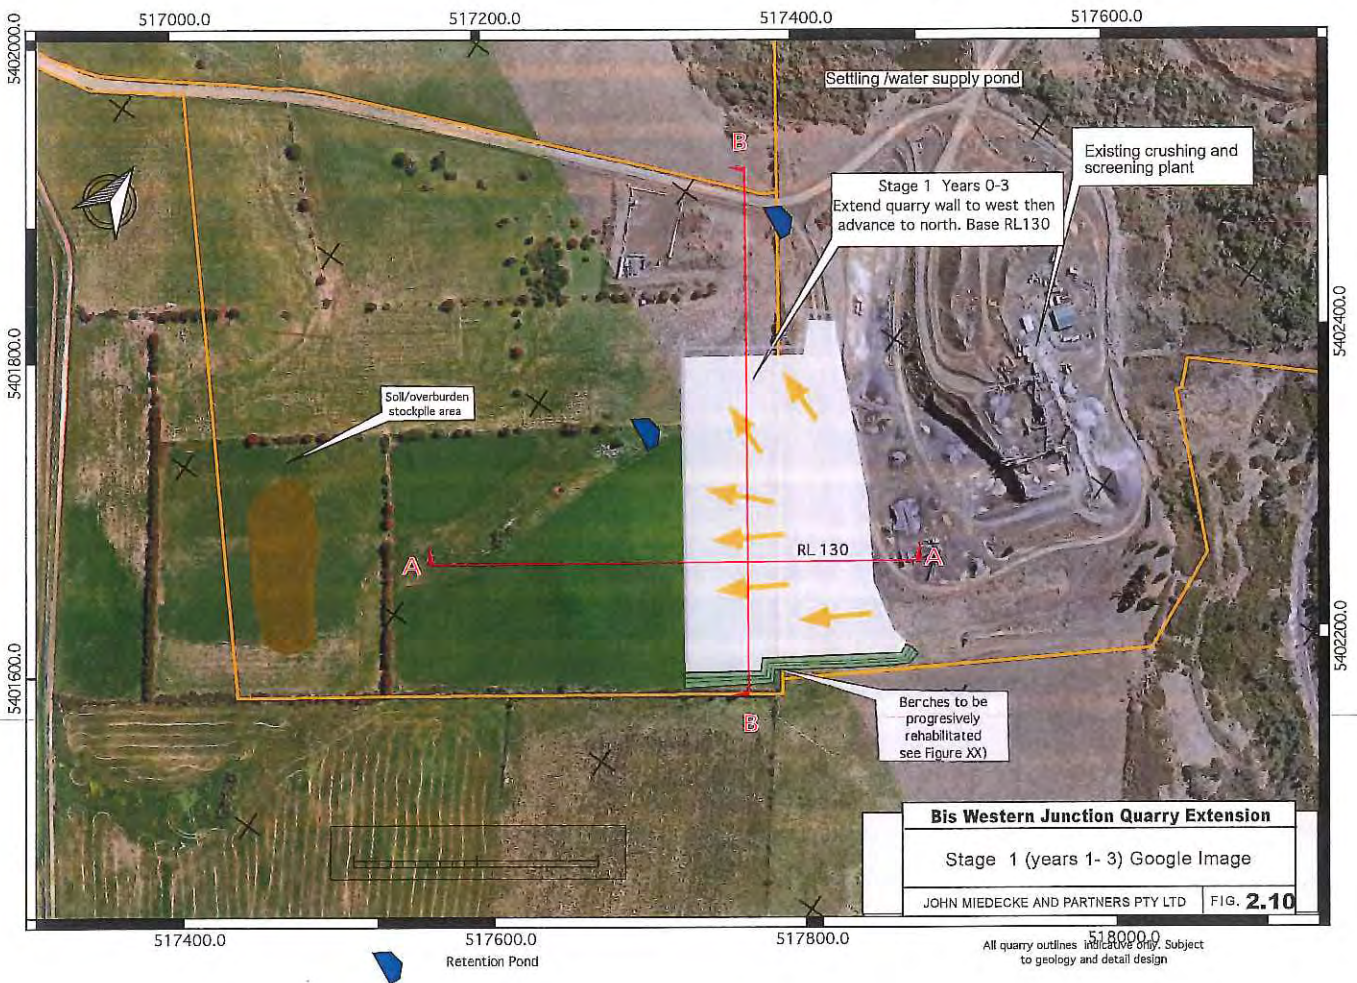 517000.0
517200.0
517400.0
517600.0
5402000.0
Settling /water supply pond
B
Existing crushing and
screening plant
Stage 1 Years 0-3
Extend quarry wall to west then
advance to north. Base RL130
5401800.0
5402400.0
Soil/overburden
stockpile area
RL 130
A
A
5401600.0
5402200.0
B
Berches to be
progresively
rehabilitated
see Figure XX)
Bis Western Junction Quarry Extension
Stage 1 (years 1- 3) Google Image
JOHN MIEDECKE AND PARTNERS PTY LTD
FIG. 2.10
517400.0
517600.0
517800.0
518000.0
Retention Pond
All quarry outlines indicative only. Subject
to geology and detail design